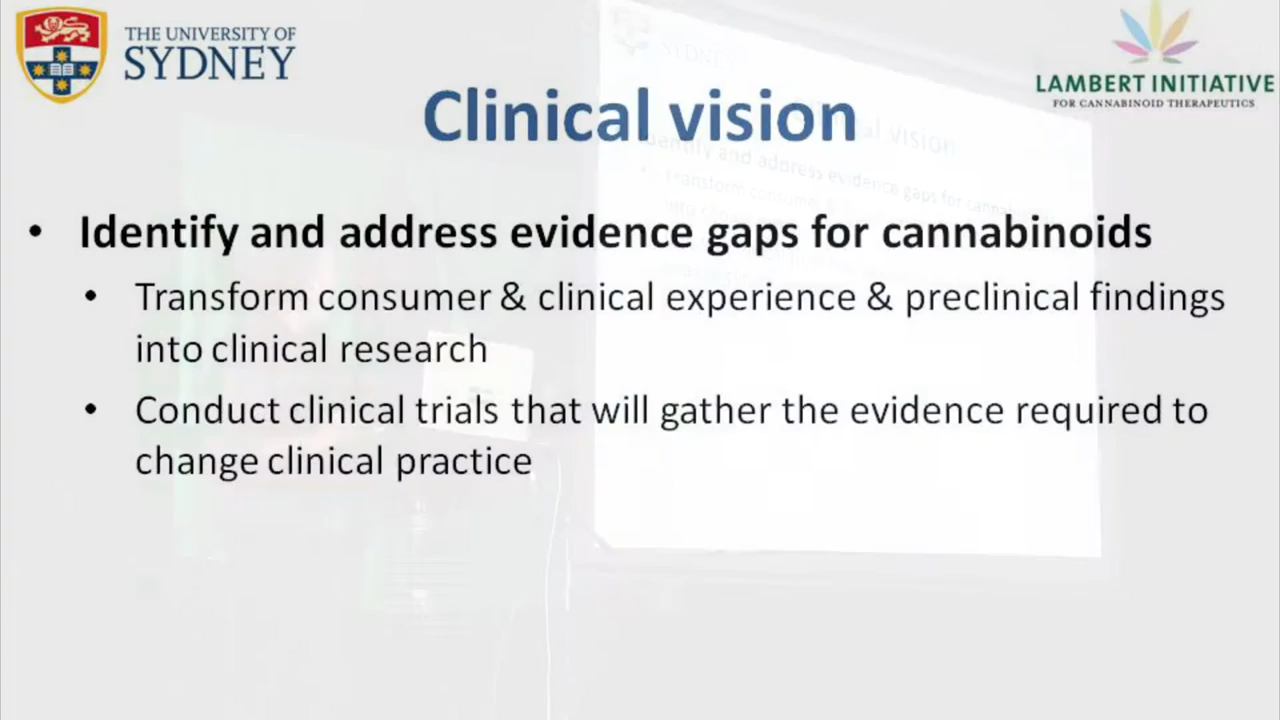 THE UNIVERSITY OF
SYDNEY
LAMBERT INITIATIVE
FOR CANNABINOID THERAPEUTICS
Clinical vision
• Identify and address evidence gaps for cannabinoids
• Transform consumer & clinical experience & preclinical findings
into clinical research
• Conduct clinical trials that will gather the evidence required to
change clinical practice